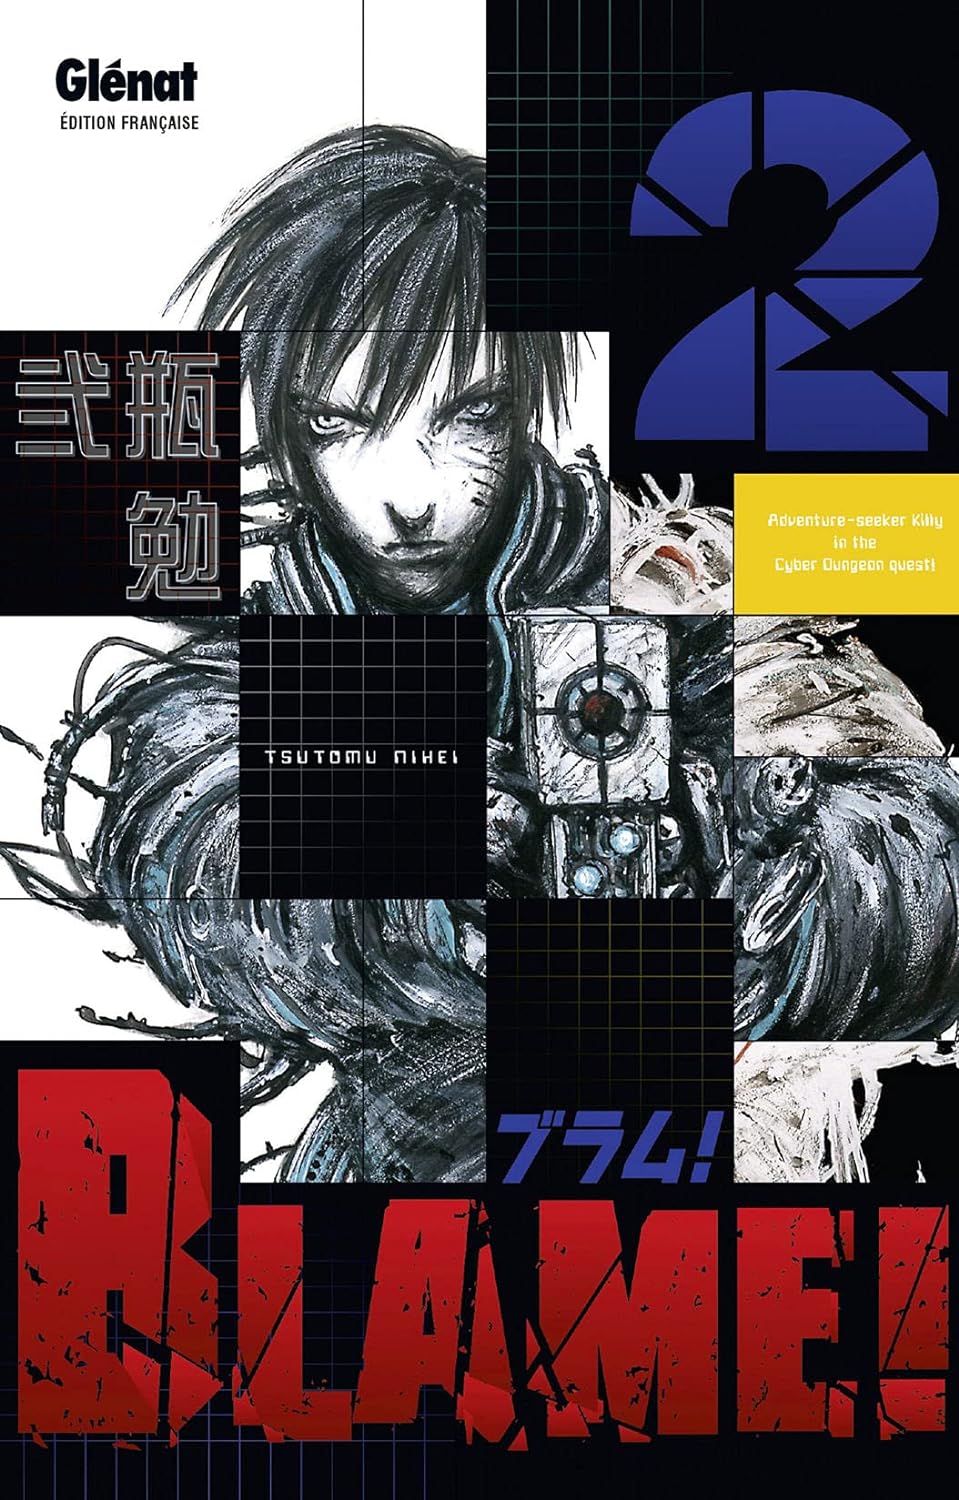 Glénat
ÉDITION FRANÇAISE
2
弐瓶
勉
Adventure-seeker Killy
in the
Cyber Dungeon quest!
TSUTOMU NIHEI
ブラム!
BLAME!